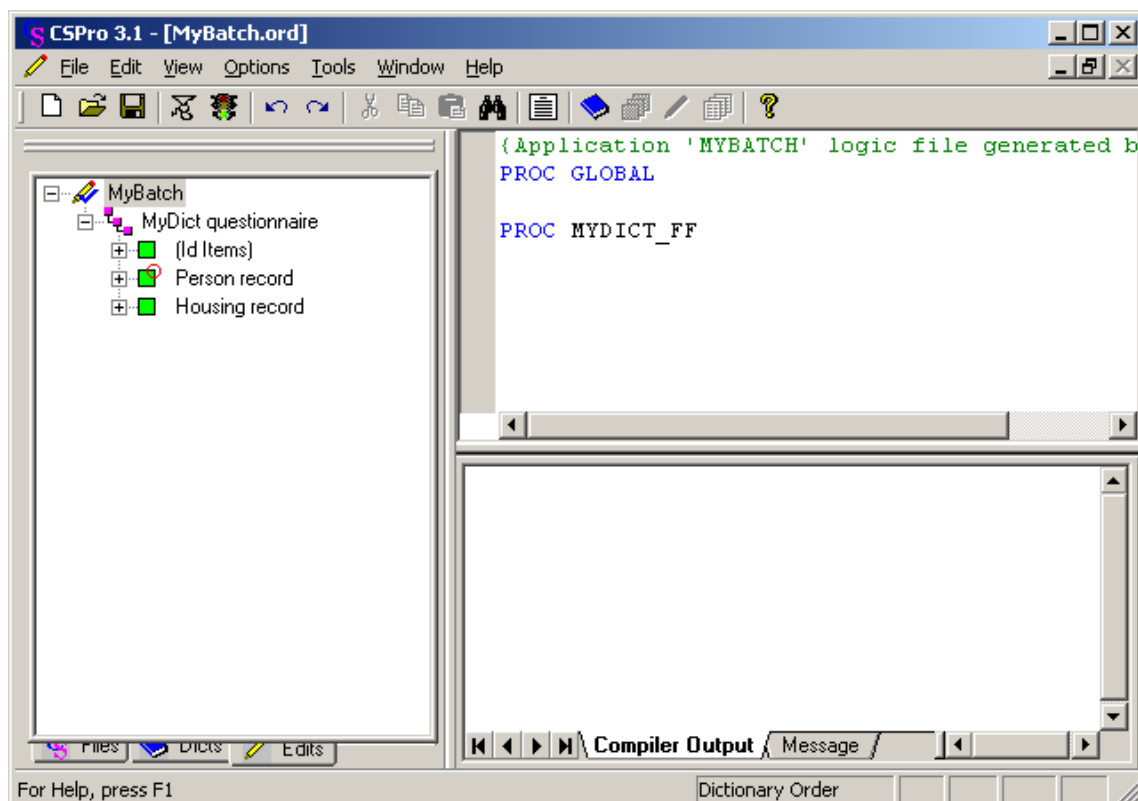 CSPro 3.1 - [MyBatch.ord]
File Edit View Options Tools Window Help
MyBatch
MyDict questionnaire
(Id Items)
Person record
Housing record
{Application 'MYBATCH' logic file generated b
PROC GLOBAL
PROC MYDICT_FF
Files Dicts Edits
Compiler Output Message
For Help, press F1 Dictionary Order